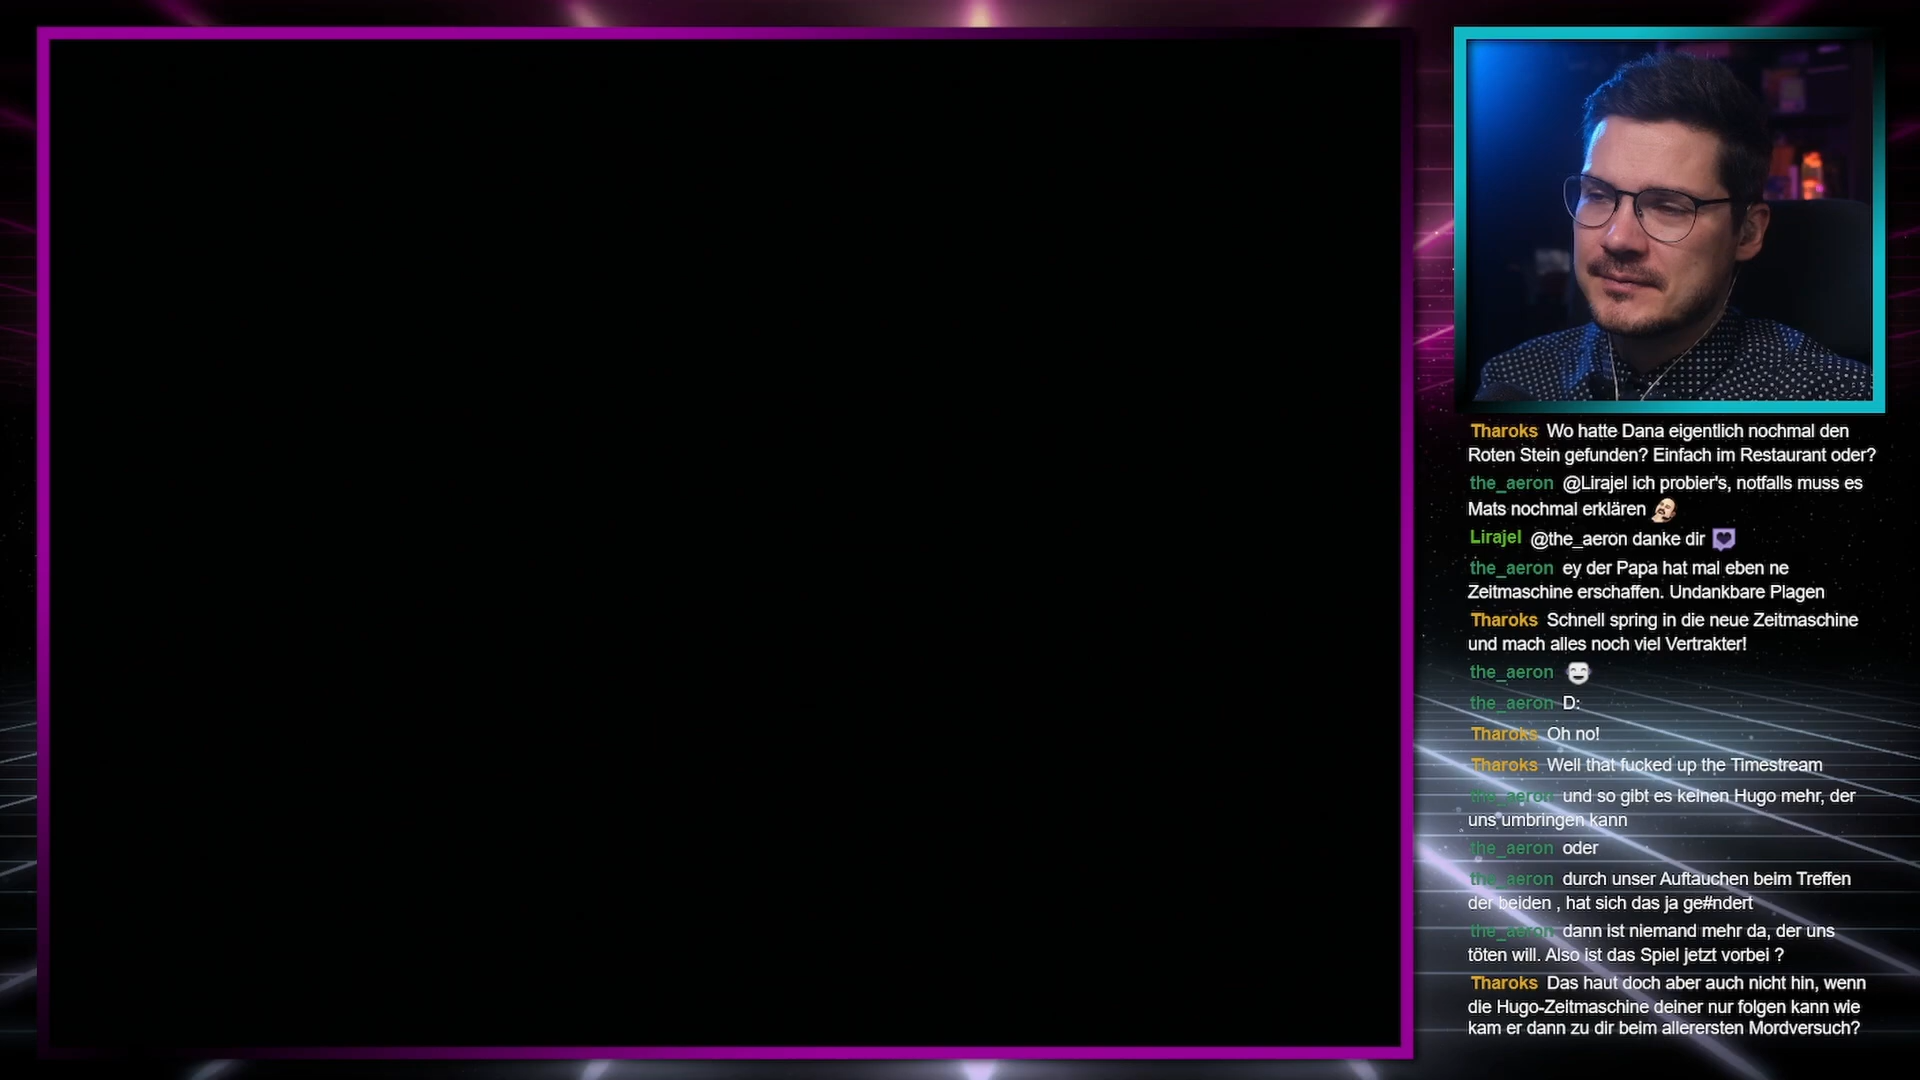 Tharoks Wo hatte Dana eigentlich nochmal den
Roten Stein gefunden? Einfach im Restaurant oder?
the_aeron @Lirajel ich probier's, notfalls muss es
Mats nochmal erklären
Lirajel @the_aeron danke dir
the_aeron ey der Papa hat mal eben ne
Zeitmaschine erschaffen. Undankbare Plagen
Tharoks Schnell spring in die neue Zeitmaschine
und mach alles noch viel Vertrakter!
the_aeron
the_aeron D:
Tharoks Oh no!
Tharoks Well that fucked up the Timestream
the_aeron und so gibt es keinen Hugo mehr, der
uns umbringen kann
the_aeron oder
the_aeron durch unser Auftauchen beim Treffen
der beiden , hat sich das ja ge#ndert
the_aeron dann ist niemand mehr da, der uns
töten will. Also ist das Spiel jetzt vorbei ?
Tharoks Das haut doch aber auch nicht hin, wenn
die Hugo-Zeitmaschine deiner nur folgen kann wie
kam er dann zu dir beim allerersten Mordversuch?